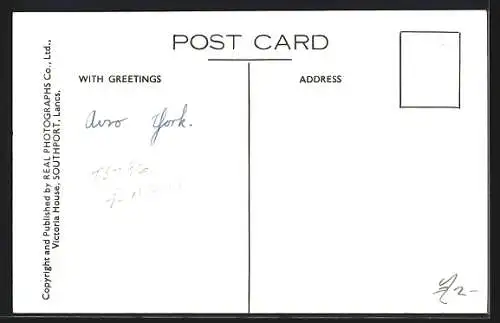 POST CARD
WITH GREETINGS
ADDRESS
Avro York.
Copyright and Published by REAL PHOTOGRAPHS Co., Ltd.,
Victoria House, SOUTHPORT, Lancs.